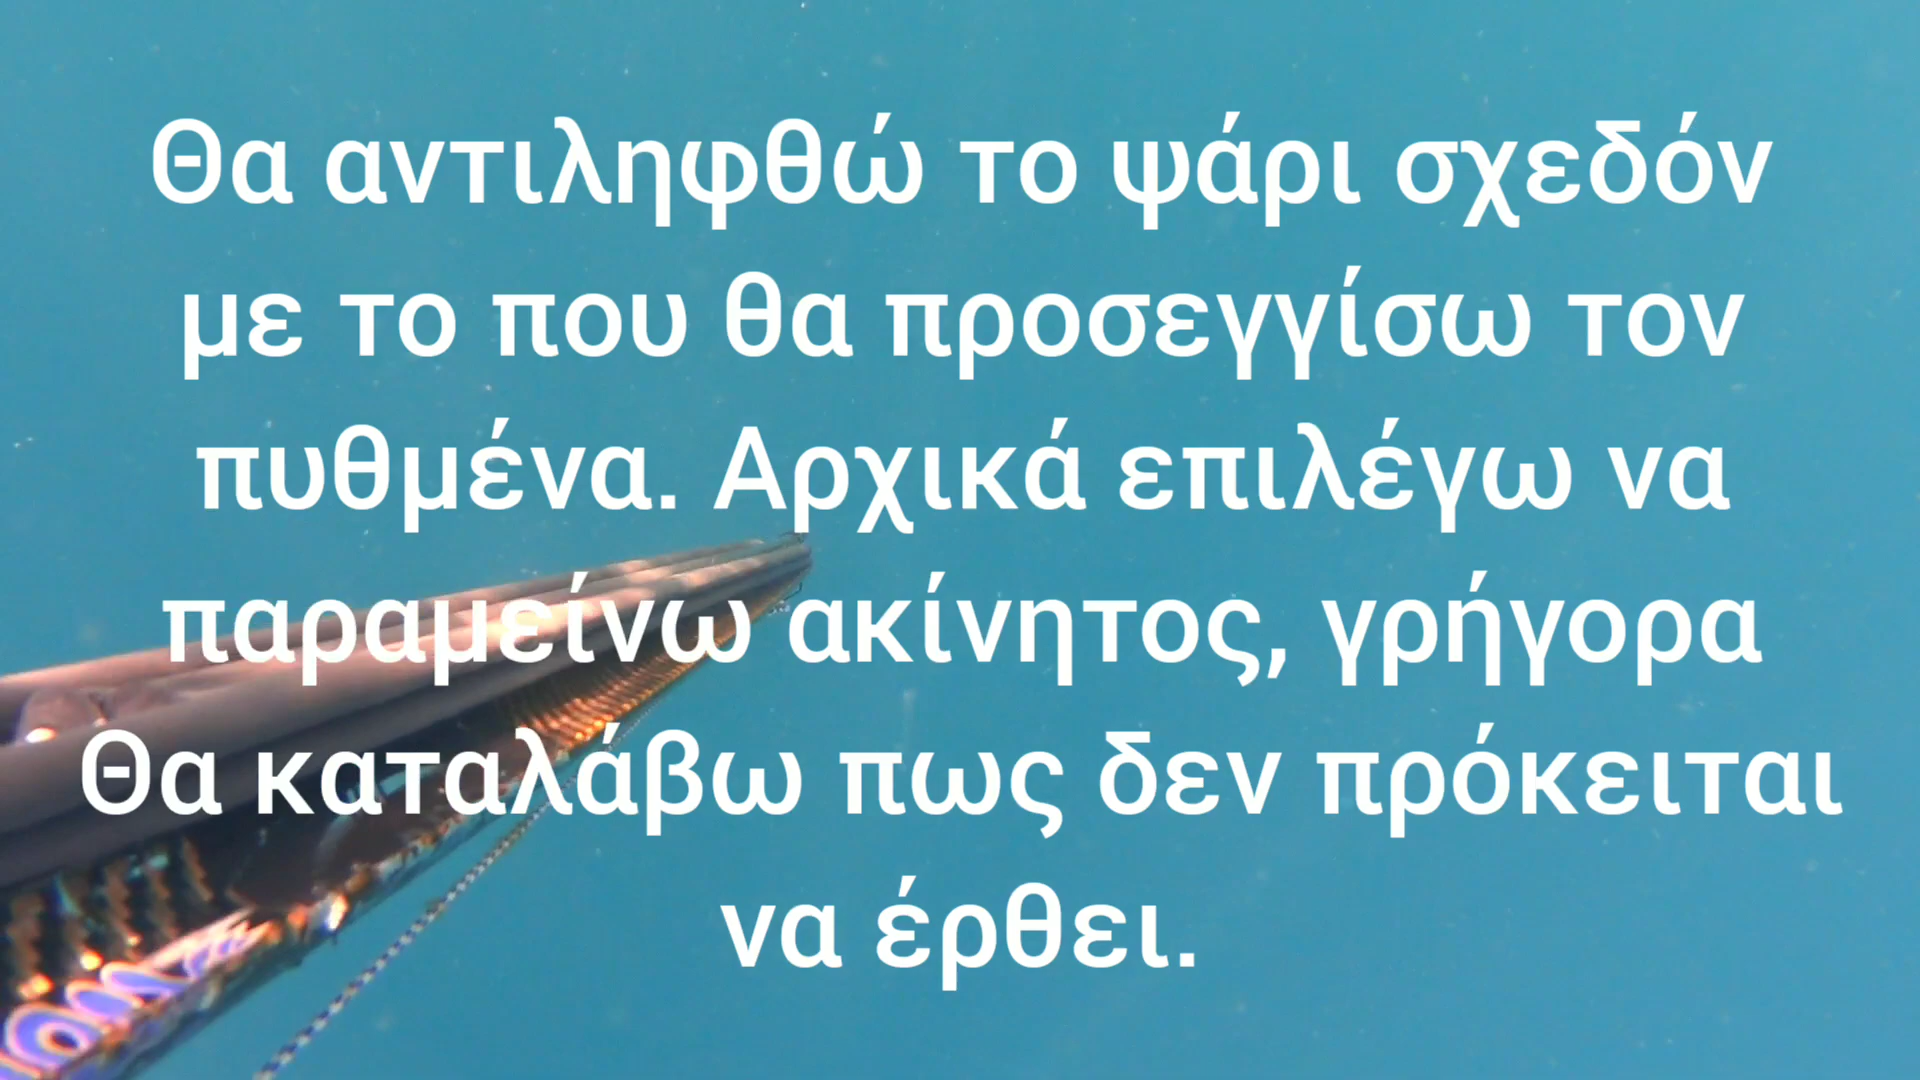 Θα αντιληφθώ το ψάρι σχεδόν
με το που θα προσεγγίσω τον
πυθμένα. Αρχικά επιλέγω να
παραμείνω ακίνητος, γρήγορα
Θα καταλάβω πως δεν πρόκειται
να έρθει.